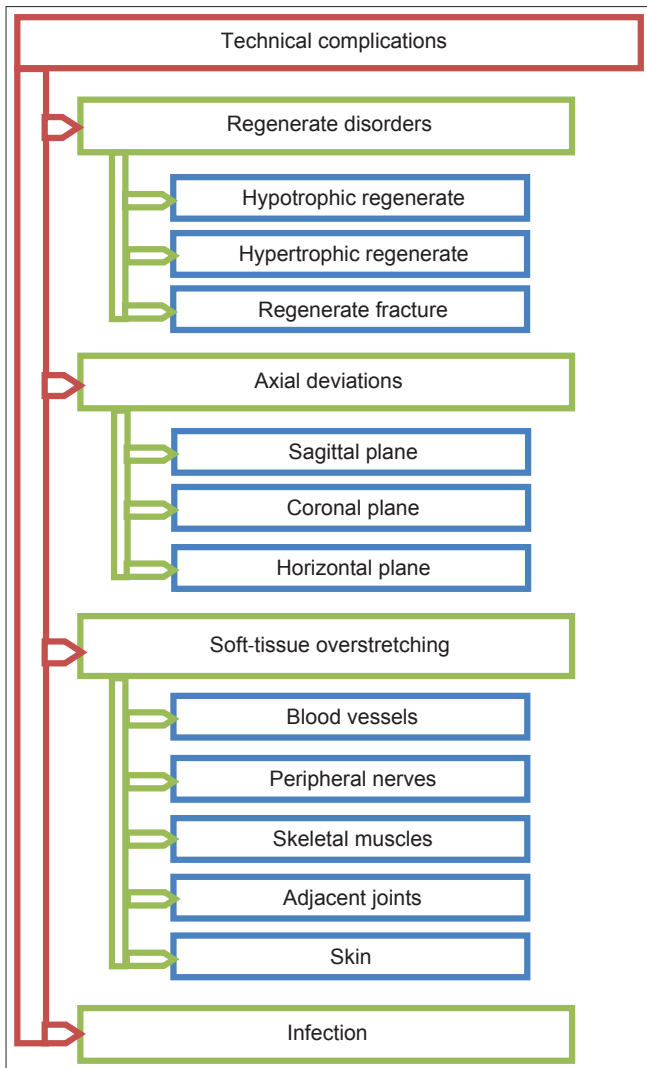 Technical complications
Regenerate disorders
Hypotrophic regenerate
Hypertrophic regenerate
Regenerate fracture
Axial deviations
Sagittal plane
Coronal plane
Horizontal plane
Soft-tissue overstretching
Blood vessels
Peripheral nerves
Skeletal muscles
Adjacent joints
Skin
Infection